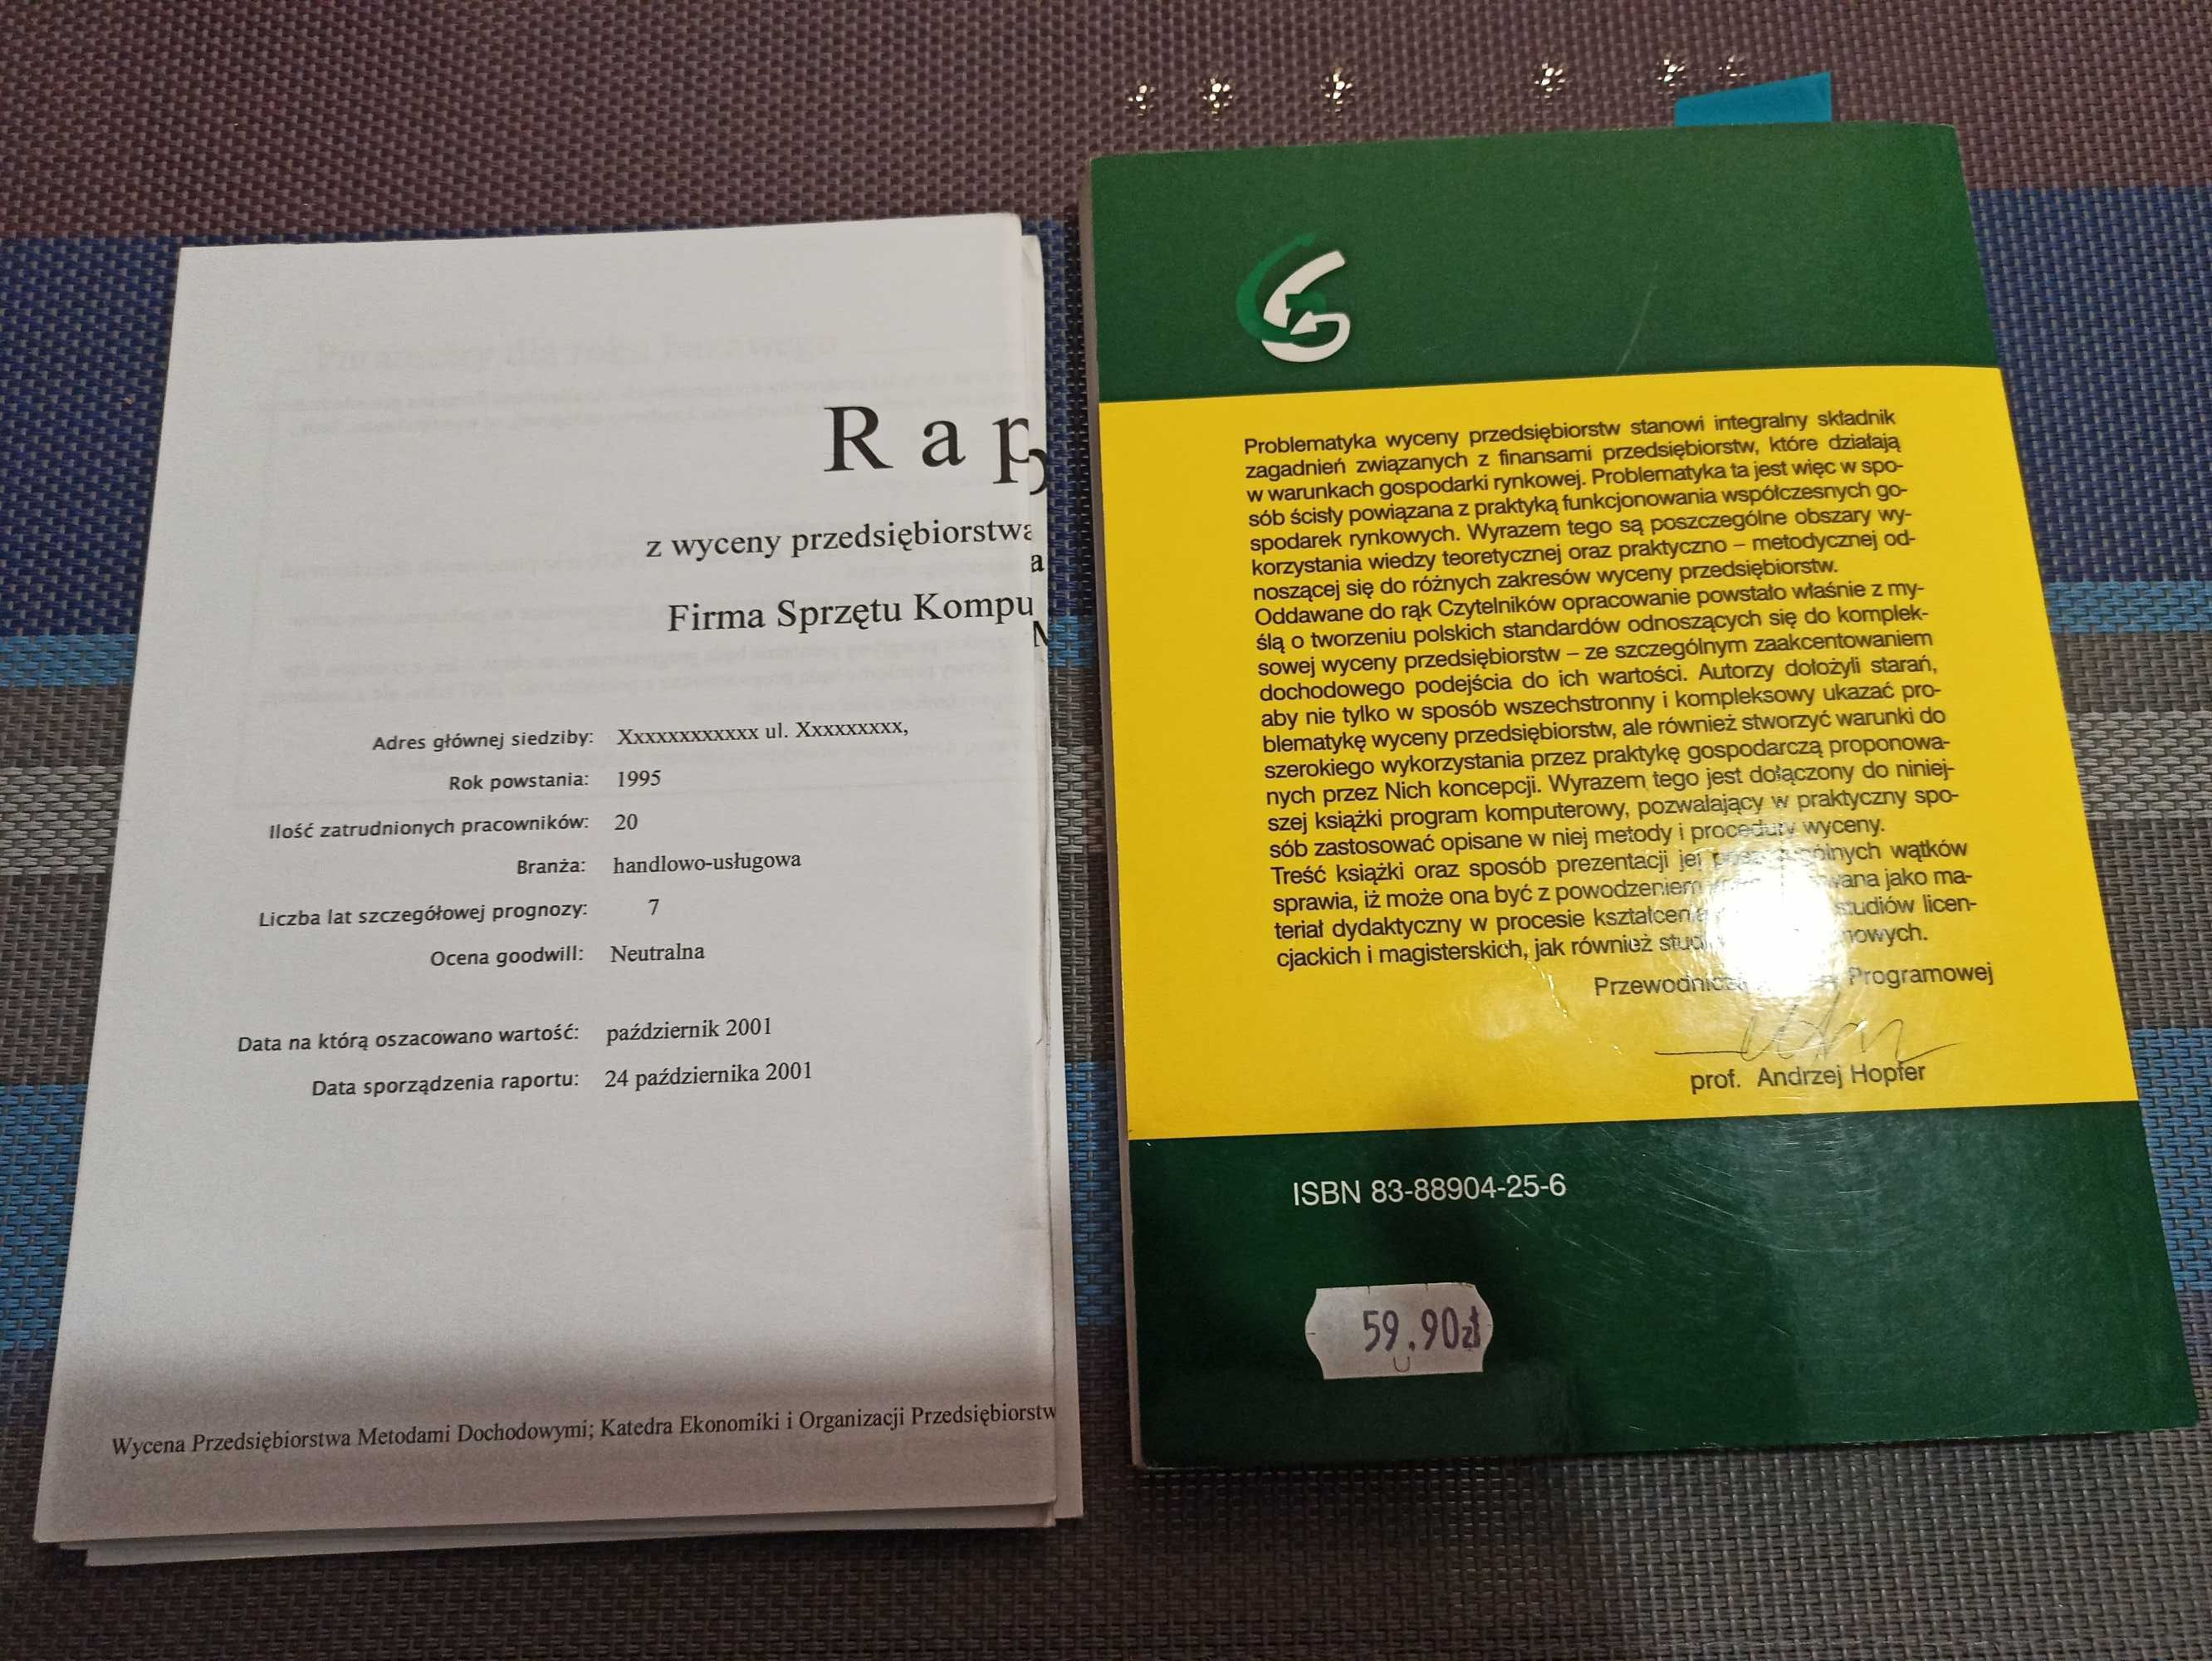 Rap
z wyceny przedsiębiorstwa
a
Firma Sprzętu Kompu
Adres głównej siedziby: Xxxxxxxxxxxx ul. Xxxxxxxxx,
Rok powstania: 1995
Ilość zatrudnionych pracowników: 20
Branża: handlowo-usługowa
Liczba lat szczegółowej prognozy: 7
Ocena goodwill: Neutralna
Data na którą oszacowano wartość: październik 2001
Data sporządzenia raportu: 24 października 2001
Wycena Przedsiębiorstwa Metodami Dochodowymi; Katedra Ekonomiki i Organizacji Przedsiębiorstw
Problematyka wyceny przedsiębiorstw stanowi integralny składnik
zagadnień związanych z finansami przedsiębiorstw, które działają
w warunkach gospodarki rynkowej. Problematyka ta jest więc w spo-
sób ścisły powiązana z praktyką funkcjonowania współczesnych go-
spodarek rynkowych. Wyrazem tego są poszczególne obszary wy-
korzystania wiedzy teoretycznej oraz praktyczno – metodycznej od-
noszącej się do różnych zakresów wyceny przedsiębiorstw.
Oddawane do rąk Czytelników opracowanie powstało właśnie z my-
ślą o tworzeniu polskich standardów odnoszących się do komplek-
sowej wyceny przedsiębiorstw – ze szczególnym zaakcentowaniem
dochodowego podejścia do ich wartości. Autorzy dołożyli starań,
aby nie tylko w sposób wszechstronny i kompleksowy ukazać pro-
blematykę wyceny przedsiębiorstw, ale również stworzyć warunki do
szerokiego wykorzystania przez praktykę gospodarczą proponowa-
nych przez Nich koncepcji. Wyrazem tego jest dołączony do niniej-
szej książki program komputerowy, pozwalający w praktyczny spo-
sób zastosować opisane w niej metody i procedury wyceny.
Treść książki oraz sposób prezentacji jej wątków
sprawia, iż może ona być z powodzeniem jako ma-
teriał dydaktyczny w procesie kształcenia studiów licen-
cjackich i magisterskich, jak również
Programowej
prof. Andrzej Hopfer
ISBN 83-88904-25-6
59.90zł